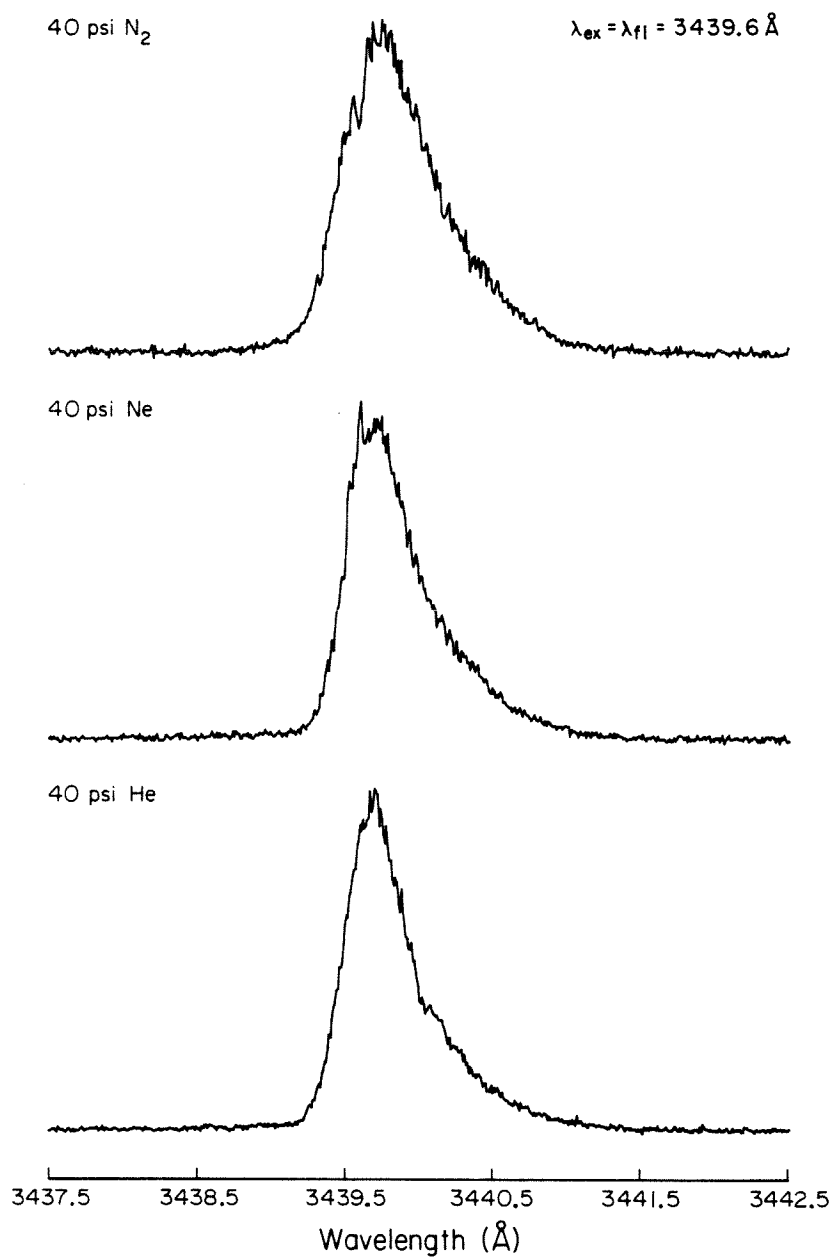 40 psi N₂
λex = λfl = 3439.6 Å
40 psi Ne
40 psi He
3437.5 3438.5 3439.5 3440.5 3441.5 3442.5
Wavelength (Å)